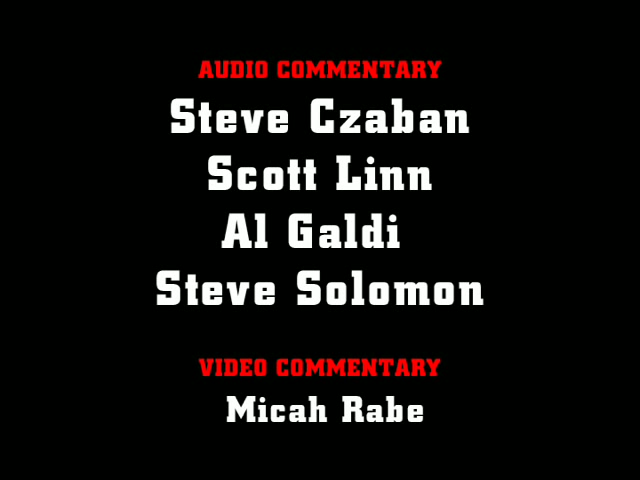 AUDIO COMMENTARY
Steve Czaban
Scott Linn
Al Galdi
Steve Solomon
VIDEO COMMENTARY
Micah Rabe